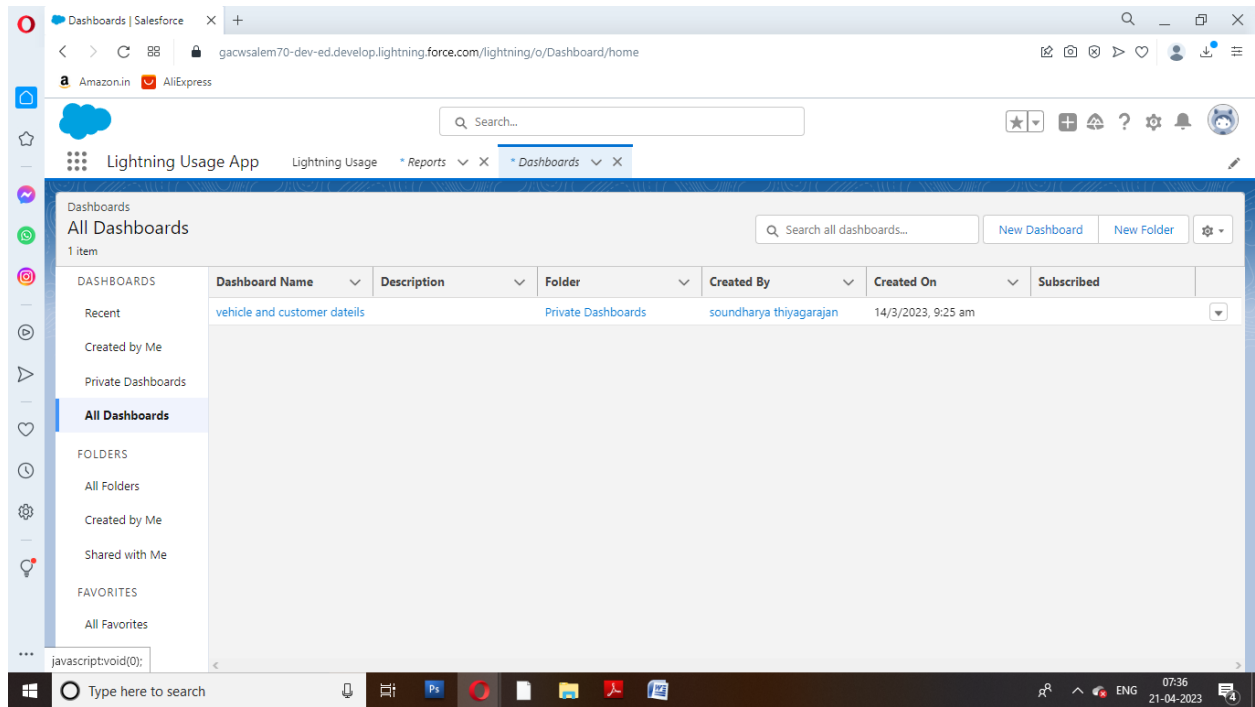 Dashboards | Salesforce
gacwsalem70-dev-ed.develop.lightning.force.com/lightning/o/Dashboard/home
a Amazon.in AliExpress
Search...
Lightning Usage App Lightning Usage * Reports * Dashboards
Dashboards
All Dashboards
1 item
Search all dashboards...
New Dashboard New Folder
DASHBOARDS
Recent
Created by Me
Private Dashboards
All Dashboards
FOLDERS
All Folders
Created by Me
Shared with Me
FAVORITES
All Favorites
Dashboard Name Description Folder Created By Created On Subscribed
vehicle and customer dateils Private Dashboards soundharya thiyagarajan 14/3/2023, 9:25 am
javascript:void(0);
Type here to search
Ps
ENG
07:36
21-04-2023
4